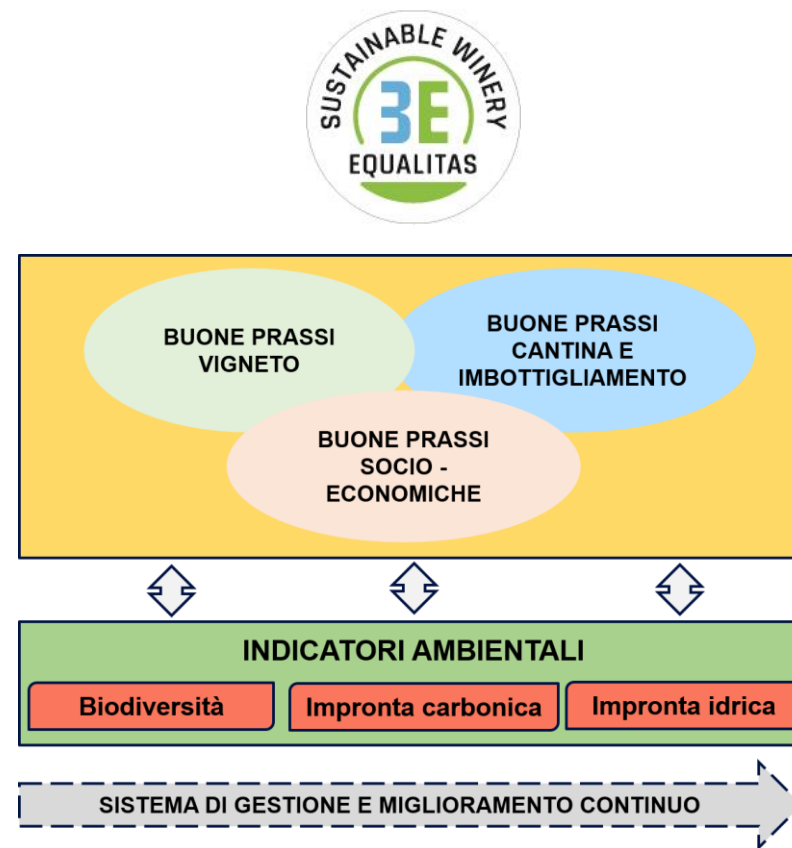 SUSTAINABLE WINERY
3E
EQUALITAS
BUONE PRASSI
VIGNETO
BUONE PRASSI
CANTINA E
IMBOTTIGLIAMENTO
BUONE PRASSI
SOCIO -
ECONOMICHE
INDICATORI AMBIENTALI
Biodiversità
Impronta carbonica
Impronta idrica
SISTEMA DI GESTIONE E MIGLIORAMENTO CONTINUO